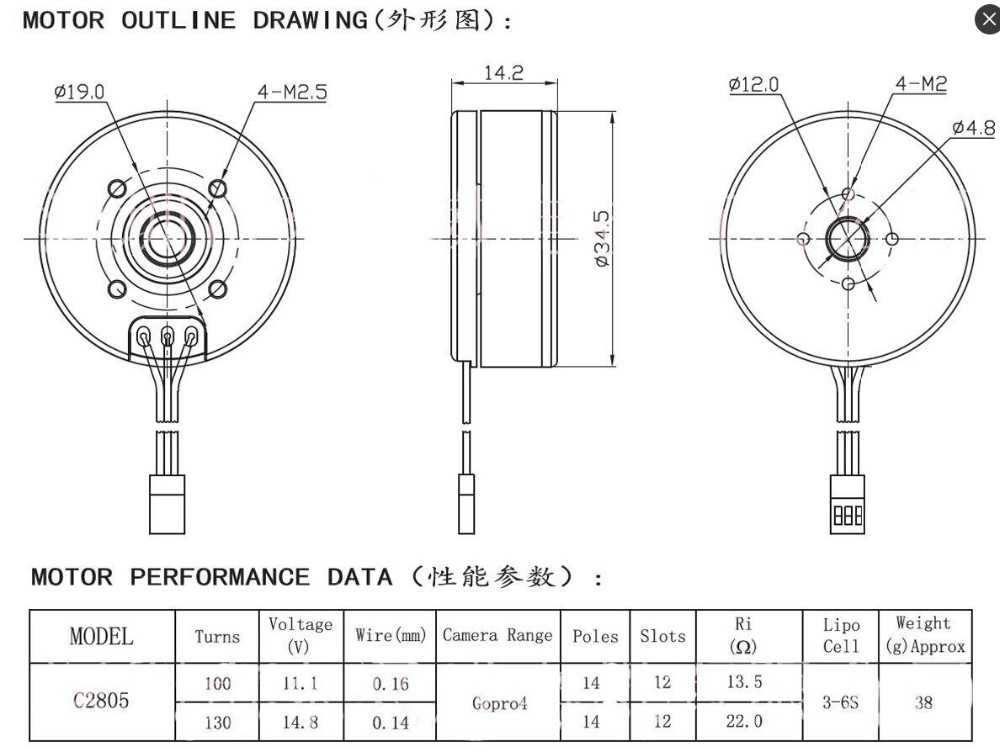 MOTOR OUTLINE DRAWING(外形图):
Ø19.0
4-M2.5
14.2
Ø34.5
Ø12.0
4-M2
Ø4.8
MOTOR PERFORMANCE DATA (性能参数):
MODEL Turns Voltage (V) Wire(mm) Camera Range Poles Slots Ri (Ω) Lipo Cell Weight (g)Approx
C2805 100 11.1 0.16 Gopro4 14 12 13.5 3-6S 38
130 14.8 0.14 14 12 22.0